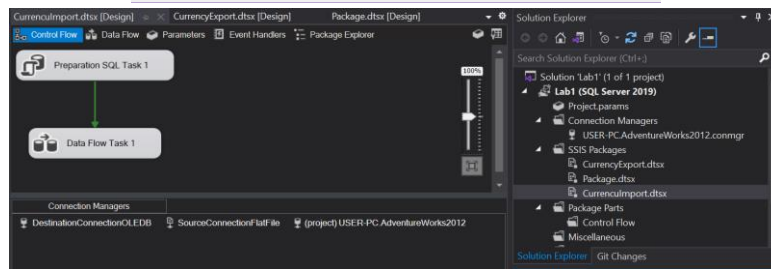 CurrencuImport.dtsx [Design]
CurrencyExport.dtsx [Design]
Package.dtsx [Design]
Control Flow
Data Flow
Parameters
Event Handlers
Package Explorer
Preparation SQL Task 1
100%
Data Flow Task 1
Connection Managers
DestinationConnectionOLEDB
SourceConnectionFlatFile
(project) USER-PC.AdventureWorks2012
Solution Explorer
Search Solution Explorer (Ctrl+;)
Solution 'Lab1' (1 of 1 project)
Lab1 (SQL Server 2019)
Project.params
Connection Managers
USER-PC.AdventureWorks2012.conmgr
SSIS Packages
CurrencyExport.dtsx
Package.dtsx
CurrencuImport.dtsx
Package Parts
Control Flow
Miscellaneous
Solution Explorer
Git Changes